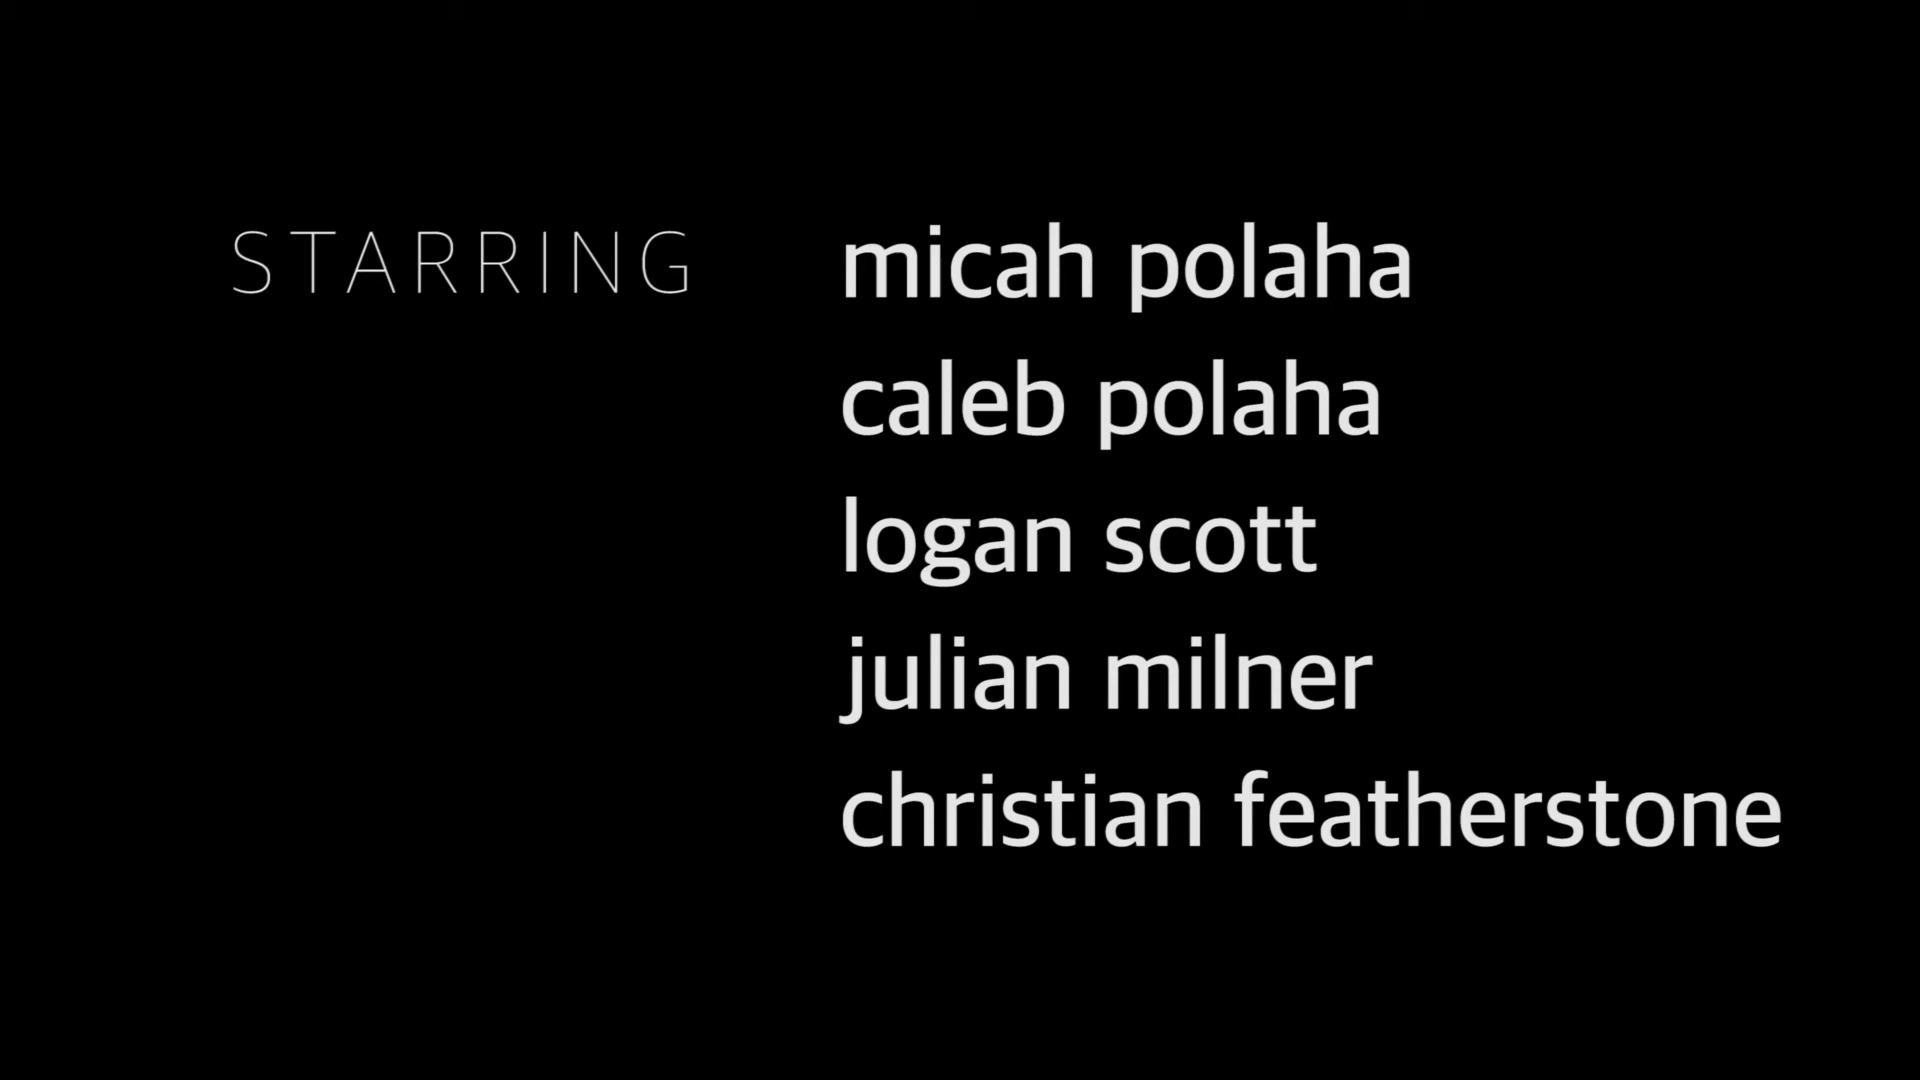 STARRING micah polaha
caleb polaha
logan scott
julian milner
christian featherstone